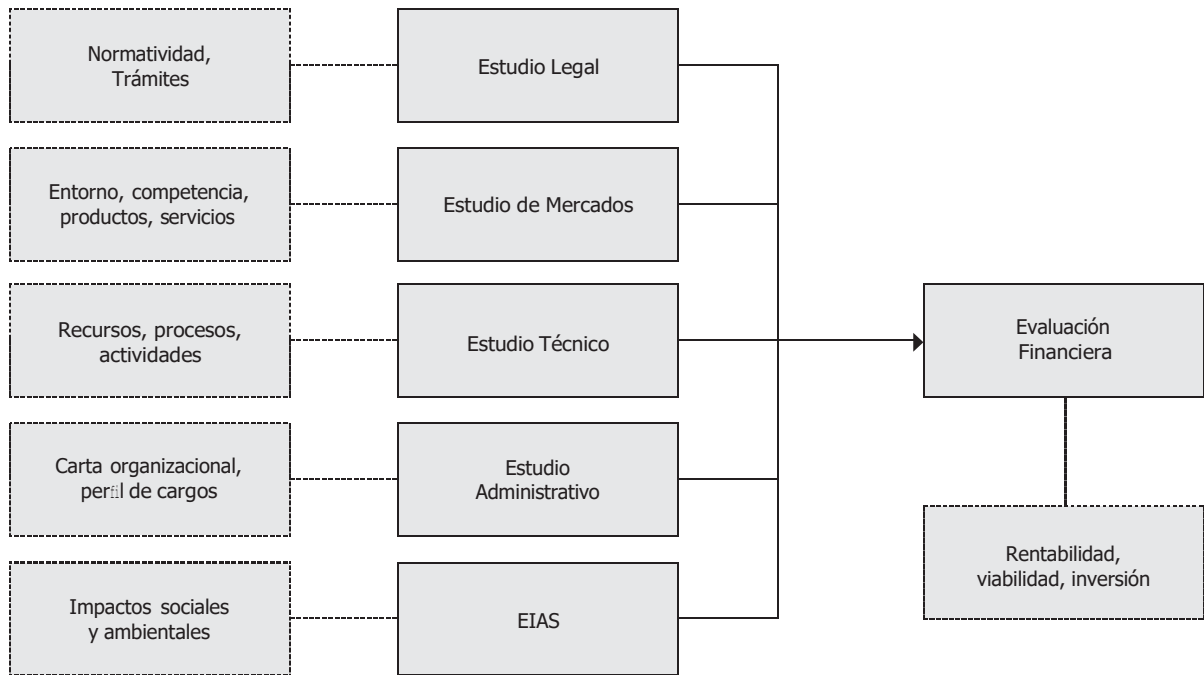 Normatividad,
Trámites
Estudio Legal
Entorno, competencia,
productos, servicios
Estudio de Mercados
Recursos, procesos,
actividades
Estudio Técnico
Evaluación
Financiera
Carta organizacional,
perfil de cargos
Estudio
Administrativo
Rentabilidad,
viabilidad, inversión
Impactos sociales
y ambientales
EIAS